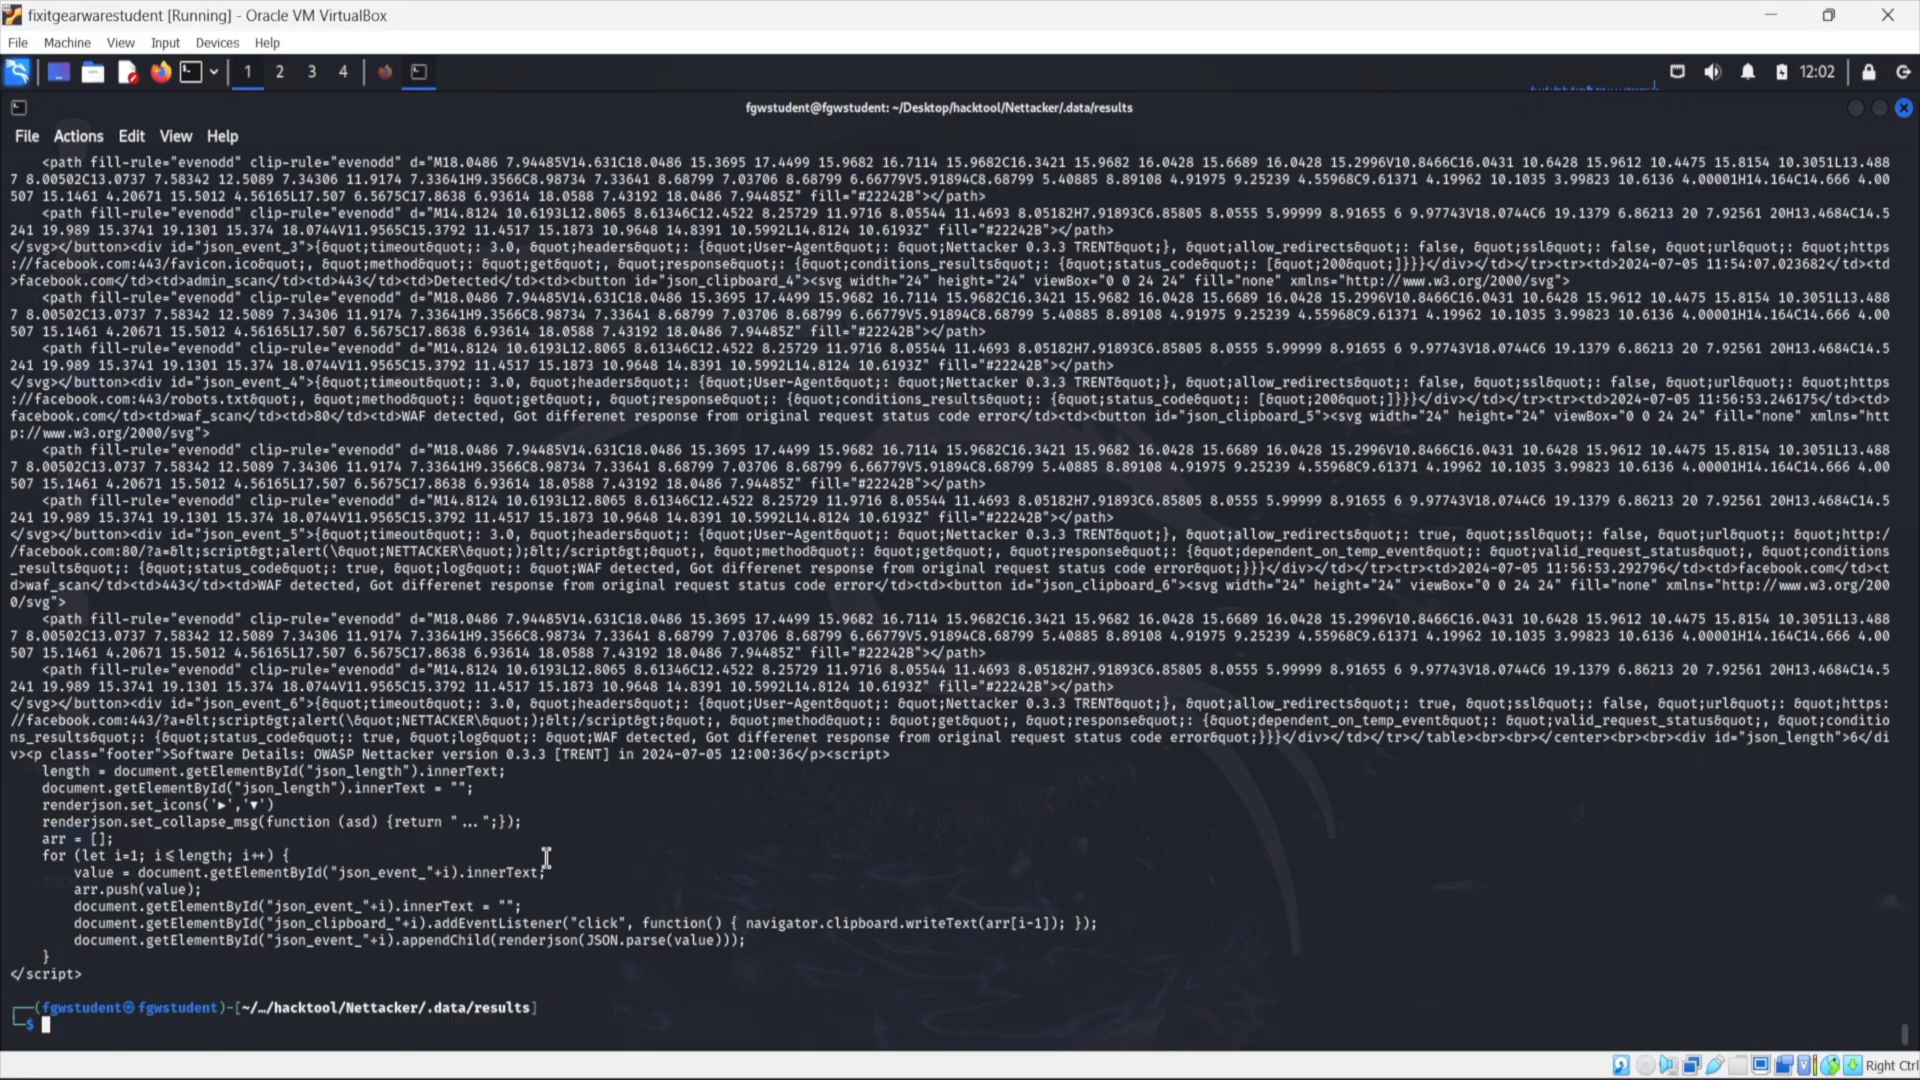 fixitgearwarestudent [Running] - Oracle VM VirtualBox
File Machine View Input Devices Help
1 2 3 4 12:02
fgwstudent@fgwstudent: ~/Desktop/hacktool/Nettacker/.data/results
File Actions Edit View Help
<path fill-rule="evenodd" clip-rule="evenodd" d="M18.0486 7.94485V14.631C18.0486 15.3695 17.4499 15.9682 16.7114 15.9682C16.3421 15.9682 16.0428 15.6689 16.0428 15.2996V10.8466C16.0431 10.6428 15.9612 10.4475 15.8154 10.3051L13.488
7 8.00502C13.0737 7.58342 12.5089 7.34306 11.9174 7.33641H9.3566C8.98734 7.33641 8.68799 7.03706 8.68799 6.66779V5.91894C8.68799 5.40885 8.89108 4.91975 9.25239 4.55968C9.61371 4.19962 10.1035 3.99823 10.6136 4.00001H14.164C14.666 4.00
507 15.1461 4.20671 15.5012 4.56165L17.507 6.5675C17.8638 6.93614 18.0588 7.43192 18.0486 7.94485Z" fill="#22242B"></path>
<path fill-rule="evenodd" clip-rule="evenodd" d="M14.8124 10.6193L12.8065 8.61346C12.4522 8.25729 11.9716 8.05544 11.4693 8.05182H7.91893C6.85805 8.0555 5.99999 8.91655 6 9.97743V18.0744C6 19.1379 6.86213 20 7.92561 20H13.4684C14.5
241 19.989 15.3741 19.1301 15.374 18.0744V11.9565C15.3792 11.4517 15.1873 10.9648 14.8391 10.5992L14.8124 10.6193Z" fill="#22242B"></path>
</svg></button><div id="json_event_3">{&quot;timeout&quot;: 3.0, &quot;headers&quot;: {&quot;User-Agent&quot;: &quot;Nettacker 0.3.3 TRENT&quot;}, &quot;allow_redirects&quot;: false, &quot;ssl&quot;: false, &quot;url&quot;: &quot;https
://facebook.com:443/favicon.ico&quot;, &quot;method&quot;: &quot;get&quot;, &quot;response&quot;: {&quot;conditions_results&quot;: {&quot;status_code&quot;: [&quot;200&quot;]}}}</div></td></tr><tr><td>2024-07-05 11:54:07.023682</td><td
>facebook.com</td><td>admin_scan</td><td>443</td><td>Detected</td><td><button id="json_clipboard_4"><svg width="24" height="24" viewBox="0 0 24 24" fill="none" xmlns="http://www.w3.org/2000/svg">
<path fill-rule="evenodd" clip-rule="evenodd" d="M18.0486 7.94485V14.631C18.0486 15.3695 17.4499 15.9682 16.7114 15.9682C16.3421 15.9682 16.0428 15.6689 16.0428 15.2996V10.8466C16.0431 10.6428 15.9612 10.4475 15.8154 10.3051L13.488
7 8.00502C13.0737 7.58342 12.5089 7.34306 11.9174 7.33641H9.3566C8.98734 7.33641 8.68799 7.03706 8.68799 6.66779V5.91894C8.68799 5.40885 8.89108 4.91975 9.25239 4.55968C9.61371 4.19962 10.1035 3.99823 10.6136 4.00001H14.164C14.666 4.00
507 15.1461 4.20671 15.5012 4.56165L17.507 6.5675C17.8638 6.93614 18.0588 7.43192 18.0486 7.94485Z" fill="#22242B"></path>
<path fill-rule="evenodd" clip-rule="evenodd" d="M14.8124 10.6193L12.8065 8.61346C12.4522 8.25729 11.9716 8.05544 11.4693 8.05182H7.91893C6.85805 8.0555 5.99999 8.91655 6 9.97743V18.0744C6 19.1379 6.86213 20 7.92561 20H13.4684C14.5
241 19.989 15.3741 19.1301 15.374 18.0744V11.9565C15.3792 11.4517 15.1873 10.9648 14.8391 10.5992L14.8124 10.6193Z" fill="#22242B"></path>
</svg></button><div id="json_event_4">{&quot;timeout&quot;: 3.0, &quot;headers&quot;: {&quot;User-Agent&quot;: &quot;Nettacker 0.3.3 TRENT&quot;}, &quot;allow_redirects&quot;: false, &quot;ssl&quot;: false, &quot;url&quot;: &quot;https
://facebook.com:443/robots.txt&quot;, &quot;method&quot;: &quot;get&quot;, &quot;response&quot;: {&quot;conditions_results&quot;: {&quot;status_code&quot;: [&quot;200&quot;]}}}</div></td></tr><tr><td>2024-07-05 11:56:53.246175</td><td>
facebook.com</td><td>waf_scan</td><td>80</td><td>WAF detected, Got differenet response from original request status code error</td><td><button id="json_clipboard_5"><svg width="24" height="24" viewBox="0 0 24 24" fill="none" xmlns="htt
p://www.w3.org/2000/svg">
<path fill-rule="evenodd" clip-rule="evenodd" d="M18.0486 7.94485V14.631C18.0486 15.3695 17.4499 15.9682 16.7114 15.9682C16.3421 15.9682 16.0428 15.6689 16.0428 15.2996V10.8466C16.0431 10.6428 15.9612 10.4475 15.8154 10.3051L13.488
7 8.00502C13.0737 7.58342 12.5089 7.34306 11.9174 7.33641H9.3566C8.98734 7.33641 8.68799 7.03706 8.68799 6.66779V5.91894C8.68799 5.40885 8.89108 4.91975 9.25239 4.55968C9.61371 4.19962 10.1035 3.99823 10.6136 4.00001H14.164C14.666 4.00
507 15.1461 4.20671 15.5012 4.56165L17.507 6.5675C17.8638 6.93614 18.0588 7.43192 18.0486 7.94485Z" fill="#22242B"></path>
<path fill-rule="evenodd" clip-rule="evenodd" d="M14.8124 10.6193L12.8065 8.61346C12.4522 8.25729 11.9716 8.05544 11.4693 8.05182H7.91893C6.85805 8.0555 5.99999 8.91655 6 9.97743V18.0744C6 19.1379 6.86213 20 7.92561 20H13.4684C14.5
241 19.989 15.3741 19.1301 15.374 18.0744V11.9565C15.3792 11.4517 15.1873 10.9648 14.8391 10.5992L14.8124 10.6193Z" fill="#22242B"></path>
</svg></button><div id="json_event_5">{&quot;timeout&quot;: 3.0, &quot;headers&quot;: {&quot;User-Agent&quot;: &quot;Nettacker 0.3.3 TRENT&quot;}, &quot;allow_redirects&quot;: true, &quot;ssl&quot;: false, &quot;url&quot;: &quot;http:/
/facebook.com:80/?a=&lt;script&gt;alert(\&quot;NETTACKER\&quot;);&lt;/script&gt;&quot;, &quot;method&quot;: &quot;get&quot;, &quot;response&quot;: {&quot;dependent_on_temp_event&quot;: &quot;valid_request_status&quot;, &quot;conditions
_results&quot;: {&quot;status_code&quot;: true, &quot;log&quot;: &quot;WAF detected, Got differenet response from original request status code error&quot;}}}</div></td></tr><tr><td>2024-07-05 11:56:53.292796</td><td>facebook.com</td><t
d>waf_scan</td><td>443</td><td>WAF detected, Got differenet response from original request status code error</td><td><button id="json_clipboard_6"><svg width="24" height="24" viewBox="0 0 24 24" fill="none" xmlns="http://www.w3.org/200
0/svg">
<path fill-rule="evenodd" clip-rule="evenodd" d="M18.0486 7.94485V14.631C18.0486 15.3695 17.4499 15.9682 16.7114 15.9682C16.3421 15.9682 16.0428 15.6689 16.0428 15.2996V10.8466C16.0431 10.6428 15.9612 10.4475 15.8154 10.3051L13.488
7 8.00502C13.0737 7.58342 12.5089 7.34306 11.9174 7.33641H9.3566C8.98734 7.33641 8.68799 7.03706 8.68799 6.66779V5.91894C8.68799 5.40885 8.89108 4.91975 9.25239 4.55968C9.61371 4.19962 10.1035 3.99823 10.6136 4.00001H14.164C14.666 4.00
507 15.1461 4.20671 15.5012 4.56165L17.507 6.5675C17.8638 6.93614 18.0588 7.43192 18.0486 7.94485Z" fill="#22242B"></path>
<path fill-rule="evenodd" clip-rule="evenodd" d="M14.8124 10.6193L12.8065 8.61346C12.4522 8.25729 11.9716 8.05544 11.4693 8.05182H7.91893C6.85805 8.0555 5.99999 8.91655 6 9.97743V18.0744C6 19.1379 6.86213 20 7.92561 20H13.4684C14.5
241 19.989 15.3741 19.1301 15.374 18.0744V11.9565C15.3792 11.4517 15.1873 10.9648 14.8391 10.5992L14.8124 10.6193Z" fill="#22242B"></path>
</svg></button><div id="json_event_6">{&quot;timeout&quot;: 3.0, &quot;headers&quot;: {&quot;User-Agent&quot;: &quot;Nettacker 0.3.3 TRENT&quot;}, &quot;allow_redirects&quot;: true, &quot;ssl&quot;: false, &quot;url&quot;: &quot;https:
//facebook.com:443/?a=&lt;script&gt;alert(\&quot;NETTACKER\&quot;);&lt;/script&gt;&quot;, &quot;method&quot;: &quot;get&quot;, &quot;response&quot;: {&quot;dependent_on_temp_event&quot;: &quot;valid_request_status&quot;, &quot;conditio
ns_results&quot;: {&quot;status_code&quot;: true, &quot;log&quot;: &quot;WAF detected, Got differenet response from original request status code error&quot;}}}</div></td></tr></table><br><br></center><br><br><div id="json_length">6</di
v><p class="footer">Software Details: OWASP Nettacker version 0.3.3 [TRENT] in 2024-07-05 12:00:36</p><script>
length = document.getElementById("json_length").innerText;
document.getElementById("json_length").innerText = "";
renderjson.set_icons('▶','▼')
renderjson.set_collapse_msg(function (asd) {return "...";});
arr = [];
for (let i=1; i<=length; i++) {
value = document.getElementById("json_event_"+i).innerText;
arr.push(value);
document.getElementById("json_event_"+i).innerText = "";
document.getElementById("json_clipboard_"+i).addEventListener("click", function() { navigator.clipboard.writeText(arr[i-1]); });
document.getElementById("json_event_"+i).appendChild(renderjson(JSON.parse(value)));
}
</script>
(fgwstudent㉿fgwstudent)-[~/…/hacktool/Nettacker/.data/results]
$
Right Ctrl